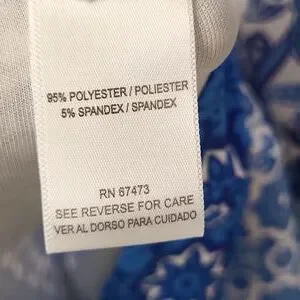 95% POLYESTER / POLIESTER
5% SPANDEX / SPANDEX
RN 67473
SEE REVERSE FOR CARE
VER AL DORSO PARA CUIDADO